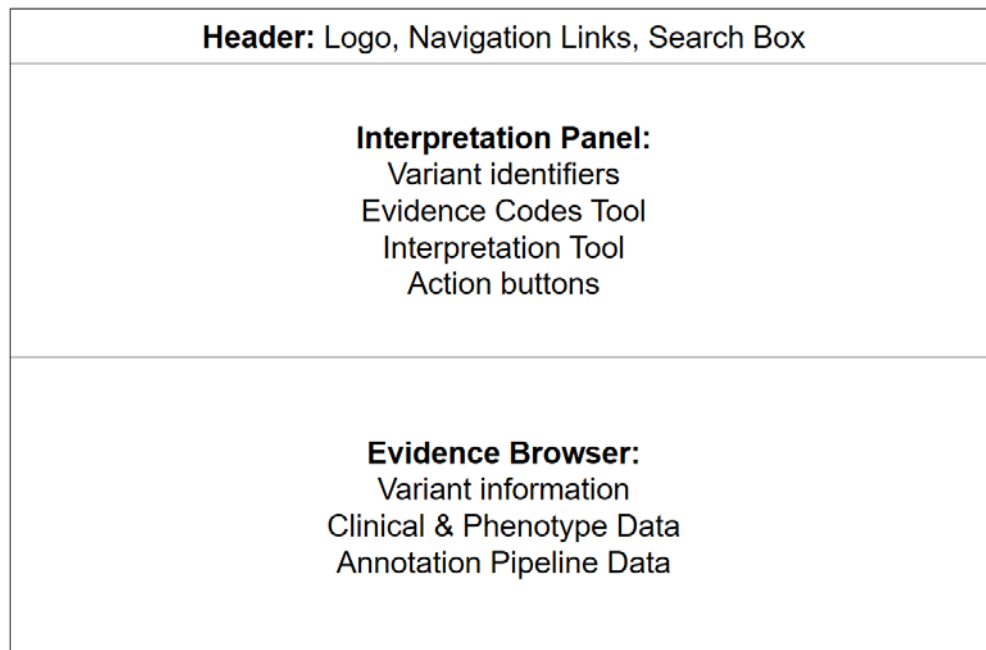 Header: Logo, Navigation Links, Search Box
Interpretation Panel:
Variant identifiers
Evidence Codes Tool
Interpretation Tool
Action buttons
Evidence Browser:
Variant information
Clinical & Phenotype Data
Annotation Pipeline Data